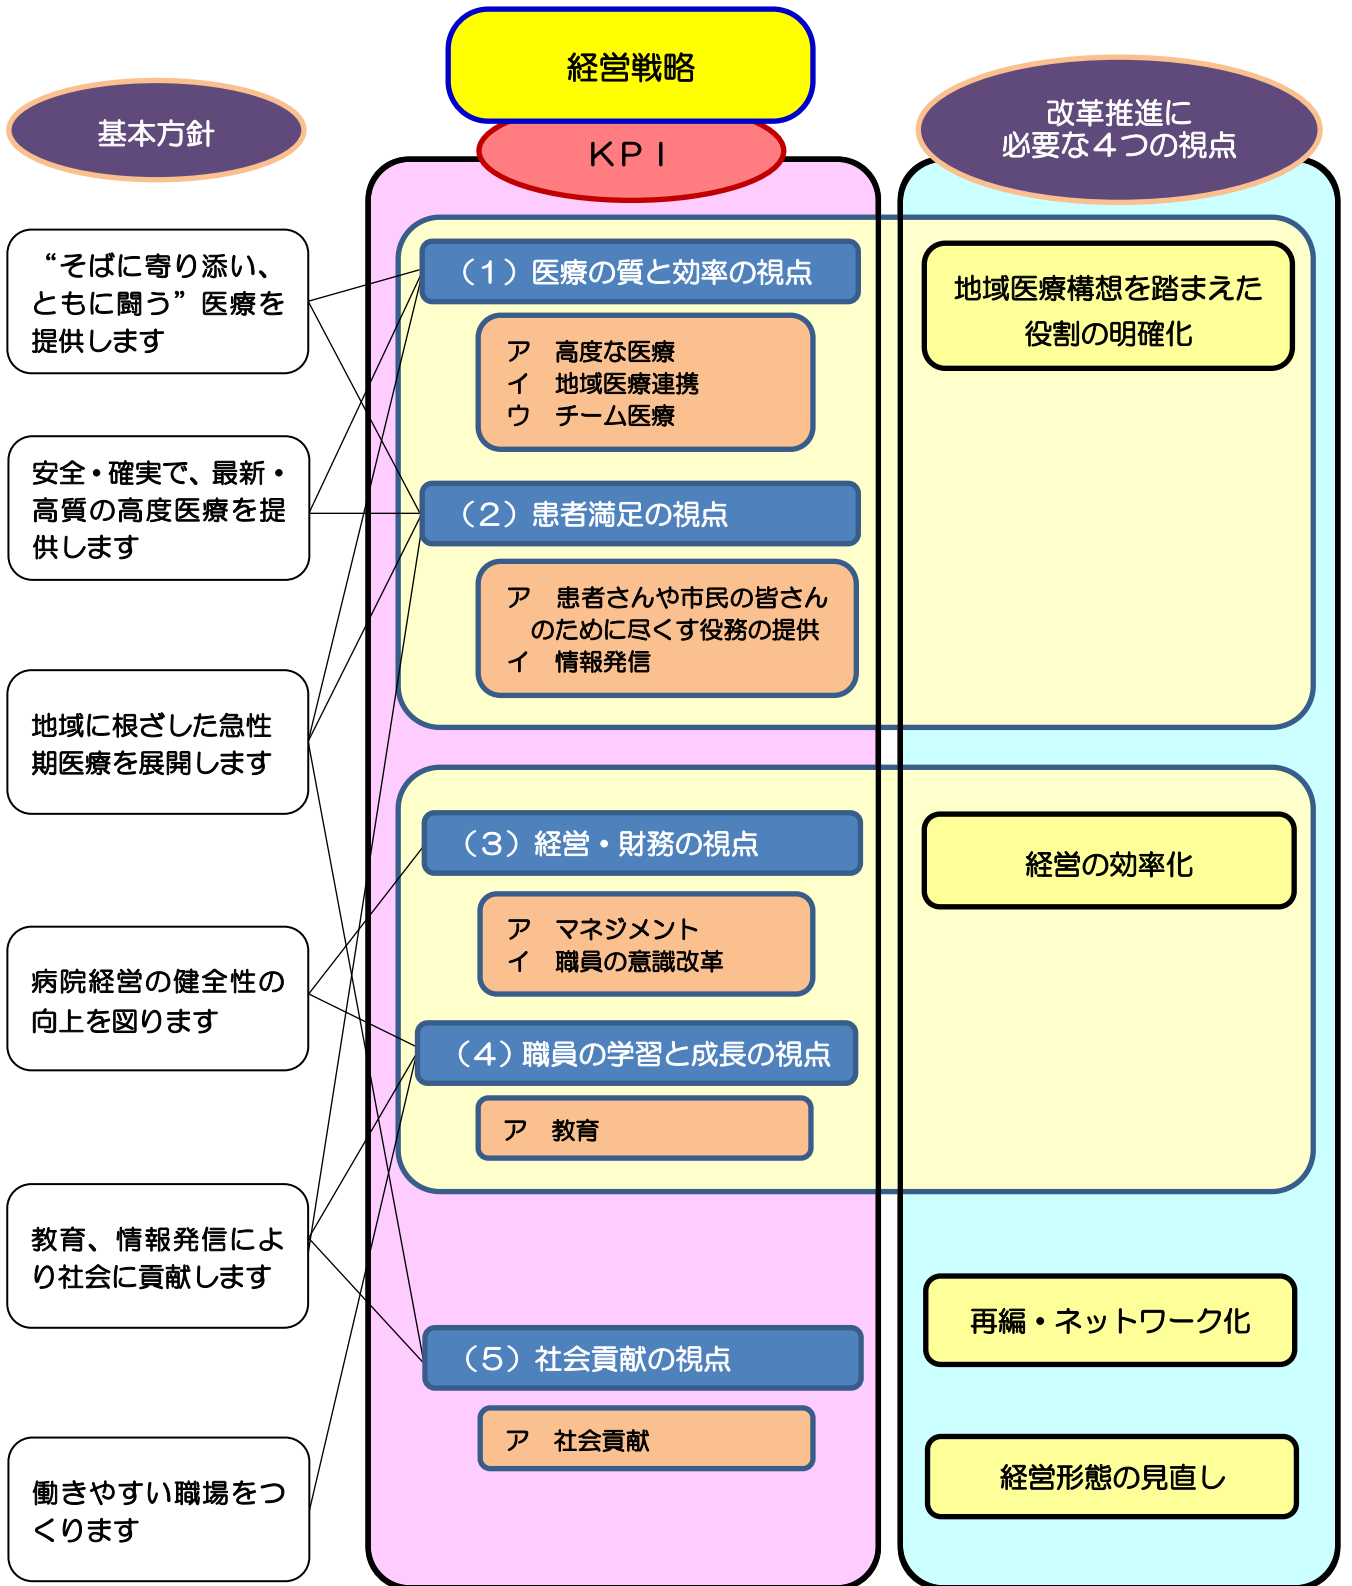 経営戦略
KPI
基本方針
改革推進に
必要な4つの視点
“そばに寄り添い、
ともに闘う”医療を
提供します
安全・確実で、最新・
高質の高度医療を提
供します
地域に根ざした急性
期医療を展開します
病院経営の健全性の
向上を図ります
教育、情報発信によ
り社会に貢献します
働きやすい職場をつ
くります
（1）医療の質と効率の視点
ア　高度な医療
イ　地域医療連携
ウ　チーム医療
（2）患者満足の視点
ア　患者さんや市民の皆さん
のために尽くす役務の提供
イ　情報発信
（3）経営・財務の視点
ア　マネジメント
イ　職員の意識改革
（4）職員の学習と成長の視点
ア　教育
（5）社会貢献の視点
ア　社会貢献
地域医療構想を踏まえた
役割の明確化
経営の効率化
再編・ネットワーク化
経営形態の見直し